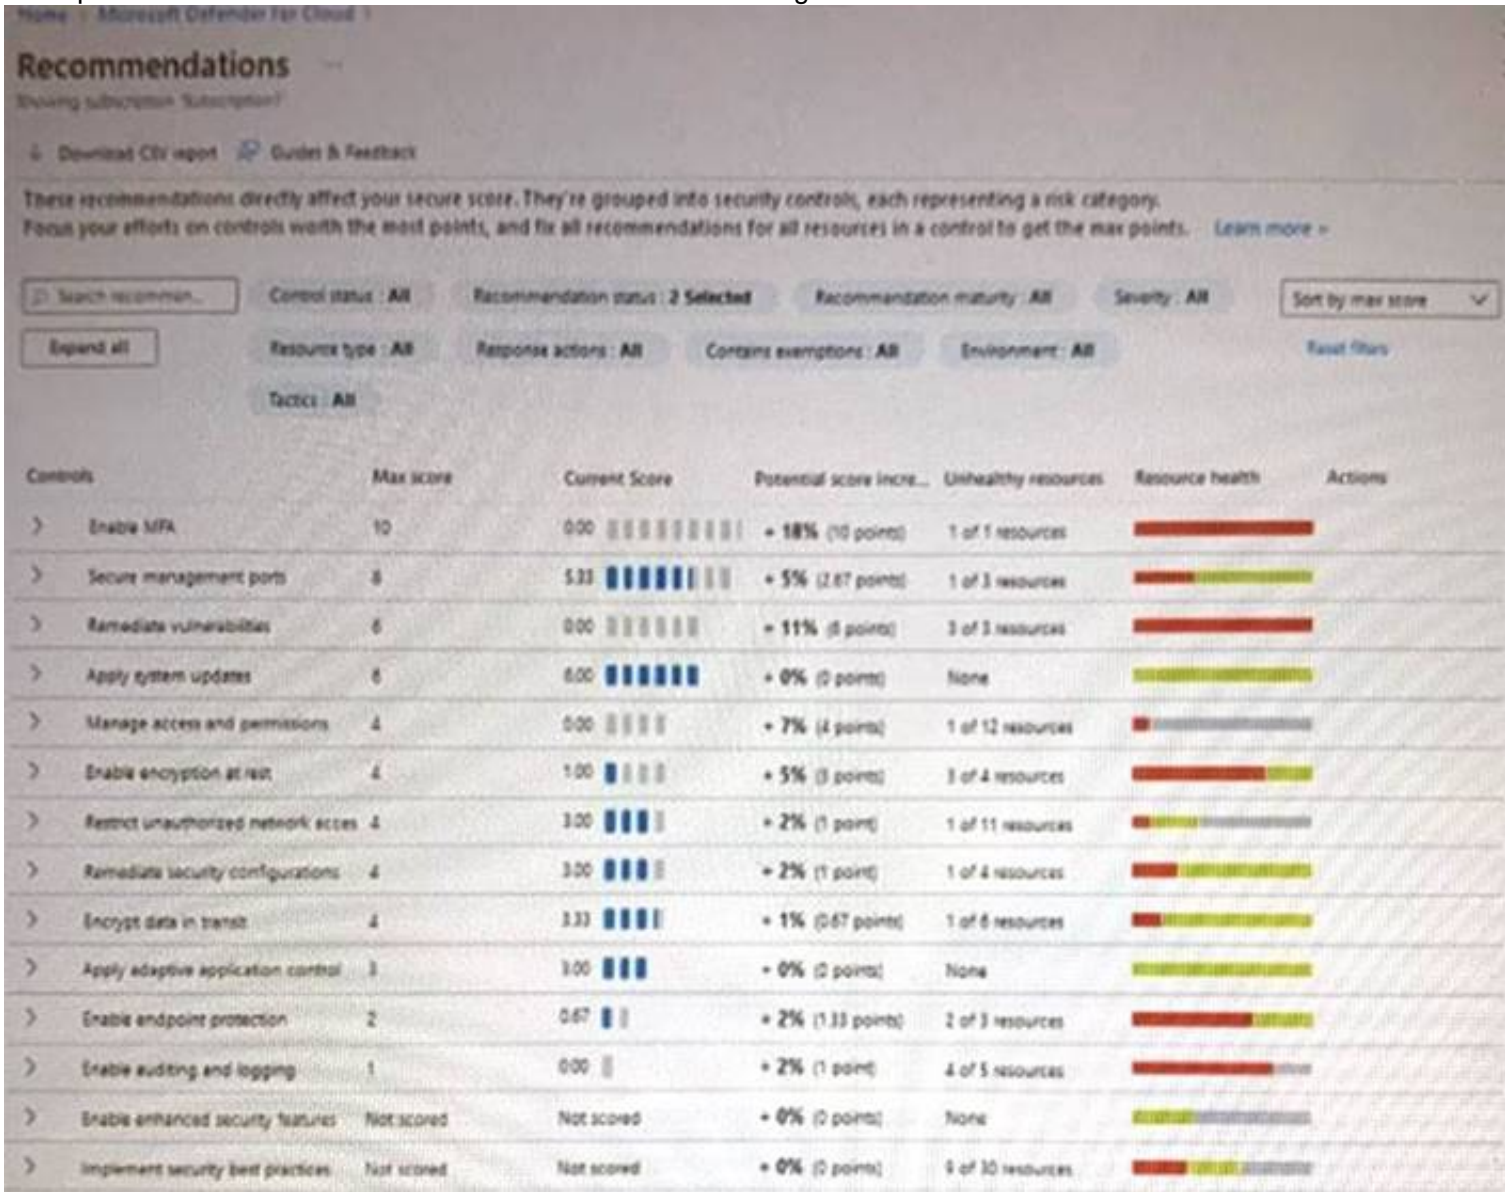 Home > Microsoft Defender for Cloud >
Recommendations ...
Showing subscription 'Subscription1'
Download CSV report Guides & Feedback
These recommendations directly affect your secure score. They're grouped into security controls, each representing a risk category.
Focus your efforts on controls worth the most points, and fix all recommendations for all resources in a control to get the max points. Learn more >
Search recommen... Control status : All Recommendation status : 2 Selected Recommendation maturity : All Severity : All Sort by max score
Expand all Resource type : All Response actions : All Contains exemptions : All Environment : All Reset filters
Tactics : All
Controls Max score Current Score Potential score incre... Unhealthy resources Resource health Actions
> Enable MFA 10 0.00 + 18% (10 points) 1 of 1 resources
> Secure management ports 8 5.33 + 5% (2.67 points) 1 of 3 resources
> Remediate vulnerabilities 6 0.00 + 11% (6 points) 3 of 3 resources
> Apply system updates 6 6.00 + 0% (0 points) None
> Manage access and permissions 4 0.00 + 7% (4 points) 1 of 12 resources
> Enable encryption at rest 4 1.00 + 5% (3 points) 3 of 4 resources
> Restrict unauthorized network acces 4 3.00 + 2% (1 point) 1 of 11 resources
> Remediate security configurations 4 3.00 + 2% (1 point) 1 of 4 resources
> Encrypt data in transit 4 3.33 + 1% (0.67 points) 1 of 6 resources
> Apply adaptive application control 3 3.00 + 0% (0 points) None
> Enable endpoint protection 2 0.67 + 2% (1.33 points) 2 of 3 resources
> Enable auditing and logging 1 0.00 + 2% (1 point) 4 of 5 resources
> Enable enhanced security features Not scored Not scored + 0% (0 points) None
> Implement security best practices Not scored Not scored + 0% (0 points) 9 of 30 resources